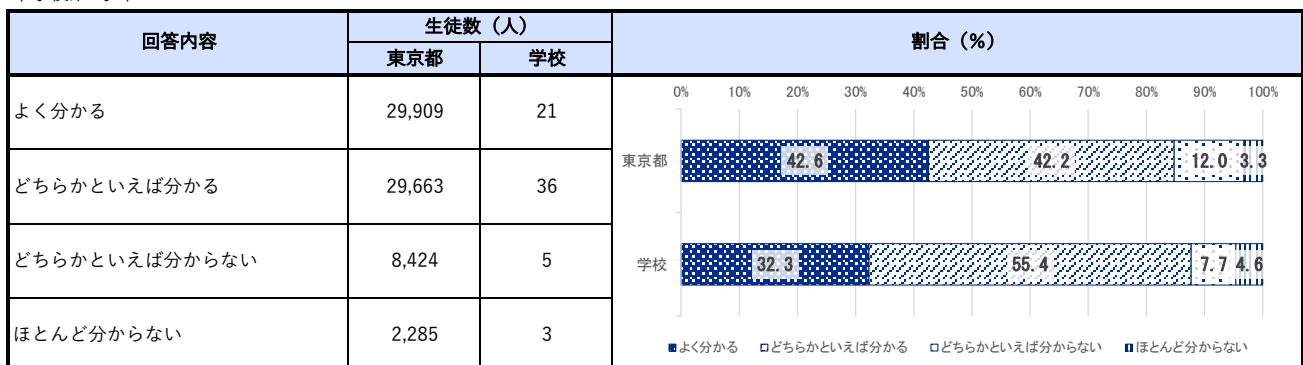 回答内容
生徒数（人）
割合（%）
東京都 学校
よく分かる 29,909 21
どちらかといえば分かる 29,663 36
どちらかといえば分からない 8,424 5
ほとんど分からない 2,285 3
0% 10% 20% 30% 40% 50% 60% 70% 80% 90% 100%
東京都 42.6 42.2 12.0 3.3
学校 32.3 55.4 7.7 4.6
よく分かる どちらかといえば分かる どちらかといえば分からない ほとんど分からない